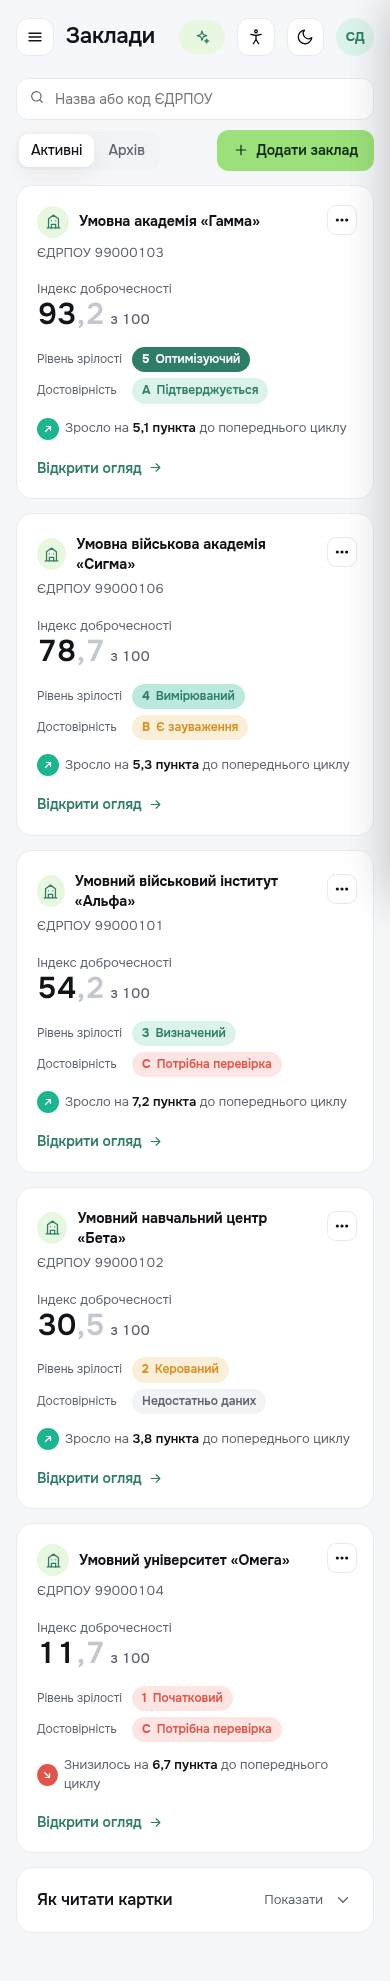 Заклади
СД
Назва або код ЄДРПОУ
Активні Архів
Додати заклад
Умовна академія «Гамма»
ЄДРПОУ 99000103
Індекс доброчесності
93,2 з 100
Рівень зрілості 5 Оптимізуючий
Достовірність A Підтверджується
Зросло на 5,1 пункта до попереднього циклу
Відкрити огляд →
Умовна військова академія
«Сигма»
ЄДРПОУ 99000106
Індекс доброчесності
78,7 з 100
Рівень зрілості 4 Вимірюваний
Достовірність B Є зауваження
Зросло на 5,3 пункта до попереднього циклу
Відкрити огляд →
Умовний військовий інститут
«Альфа»
ЄДРПОУ 99000101
Індекс доброчесності
54,2 з 100
Рівень зрілості 3 Визначений
Достовірність C Потрібна перевірка
Зросло на 7,2 пункта до попереднього циклу
Відкрити огляд →
Умовний навчальний центр
«Бета»
ЄДРПОУ 99000102
Індекс доброчесності
30,5 з 100
Рівень зрілості 2 Керований
Достовірність Недостатньо даних
Зросло на 3,8 пункта до попереднього циклу
Відкрити огляд →
Умовний університет «Омега»
ЄДРПОУ 99000104
Індекс доброчесності
11,7 з 100
Рівень зрілості 1 Початковий
Достовірність C Потрібна перевірка
Знизилось на 6,7 пункта до попереднього
циклу
Відкрити огляд →
Як читати картки Показати